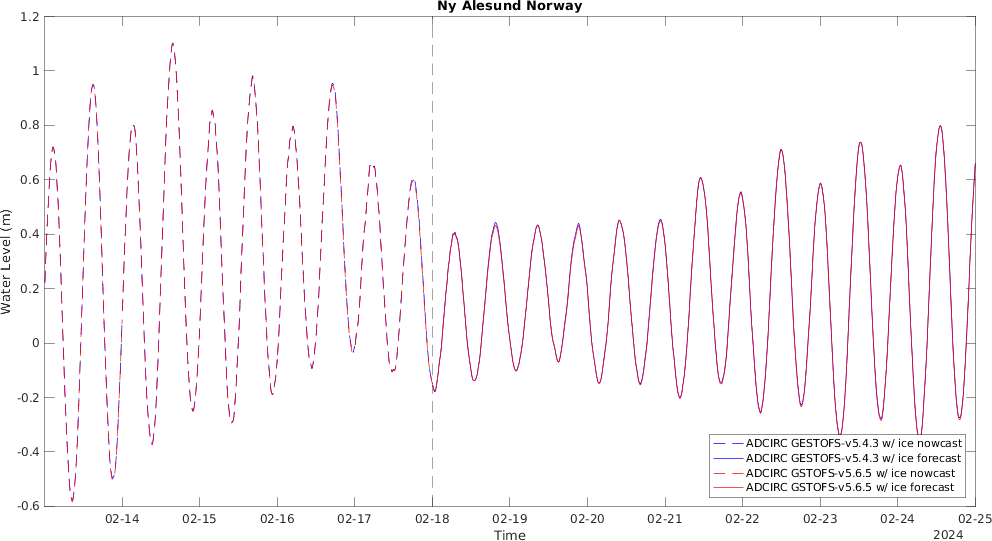 Ny Alesund Norway
1.2
1
0.8
0.6
0.4
0.2
0
-0.2
-0.4
-0.6
Water Level (m)
ADCIRC GESTOFS-v5.4.3 w/ ice nowcast
ADCIRC GESTOFS-v5.4.3 w/ ice forecast
ADCIRC GSTOFS-v5.6.5 w/ ice nowcast
ADCIRC GSTOFS-v5.6.5 w/ ice forecast
02-14 02-15 02-16 02-17 02-18 02-19 02-20 02-21 02-22 02-23 02-24 02-25
Time
2024